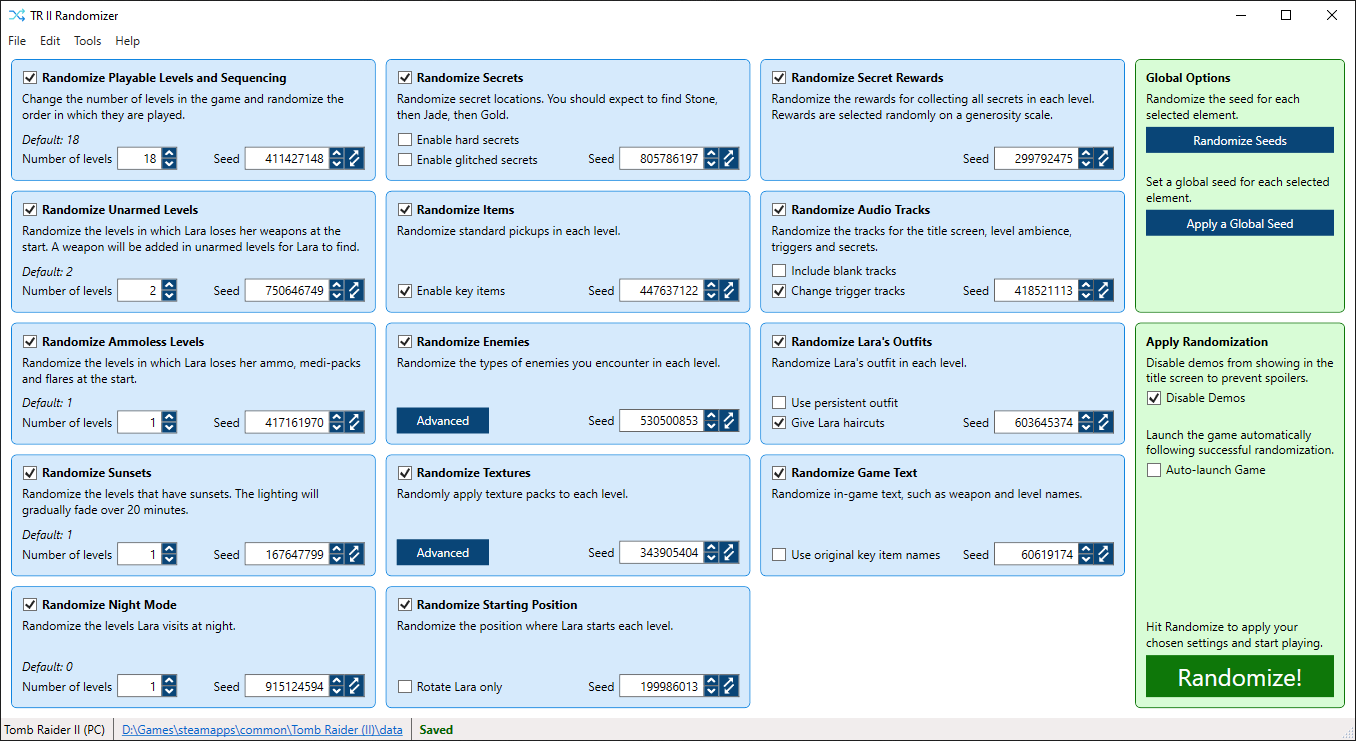 TR II Randomizer
File Edit Tools Help
Randomize Playable Levels and Sequencing
Change the number of levels in the game and randomize the
order in which they are played.
Default: 18
Number of levels 18 Seed 411427148
Randomize Secrets
Randomize secret locations. You should expect to find Stone,
then Jade, then Gold.
Enable hard secrets
Enable glitched secrets Seed 805786197
Randomize Secret Rewards
Randomize the rewards for collecting all secrets in each level.
Rewards are selected randomly on a generosity scale.
Seed 299792475
Global Options
Randomize the seed for each
selected element.
Randomize Seeds
Set a global seed for each selected
element.
Apply a Global Seed
Randomize Unarmed Levels
Randomize the levels in which Lara loses her weapons at the
start. A weapon will be added in unarmed levels for Lara to find.
Default: 2
Number of levels 2 Seed 750646749
Randomize Items
Randomize standard pickups in each level.
Enable key items Seed 447637122
Randomize Audio Tracks
Randomize the tracks for the title screen, level ambience,
triggers and secrets.
Include blank tracks
Change trigger tracks Seed 418521113
Randomize Ammoless Levels
Randomize the levels in which Lara loses her ammo, medi-packs
and flares at the start.
Default: 1
Number of levels 1 Seed 417161970
Randomize Enemies
Randomize the types of enemies you encounter in each level.
Advanced Seed 530500853
Randomize Lara's Outfits
Randomize Lara's outfit in each level.
Use persistent outfit
Give Lara haircuts Seed 603645374
Apply Randomization
Disable demos from showing in the
title screen to prevent spoilers.
Disable Demos
Launch the game automatically
following successful randomization.
Auto-launch Game
Randomize Sunsets
Randomize the levels that have sunsets. The lighting will
gradually fade over 20 minutes.
Default: 1
Number of levels 1 Seed 167647799
Randomize Textures
Randomly apply texture packs to each level.
Advanced Seed 343905404
Randomize Game Text
Randomize in-game text, such as weapon and level names.
Use original key item names Seed 60619174
Randomize Night Mode
Randomize the levels Lara visits at night.
Default: 0
Number of levels 1 Seed 915124594
Randomize Starting Position
Randomize the position where Lara starts each level.
Rotate Lara only Seed 199986013
Hit Randomize to apply your
chosen settings and start playing.
Randomize!
Tomb Raider II (PC) D:\Games\steamapps\common\Tomb Raider (II)\data Saved